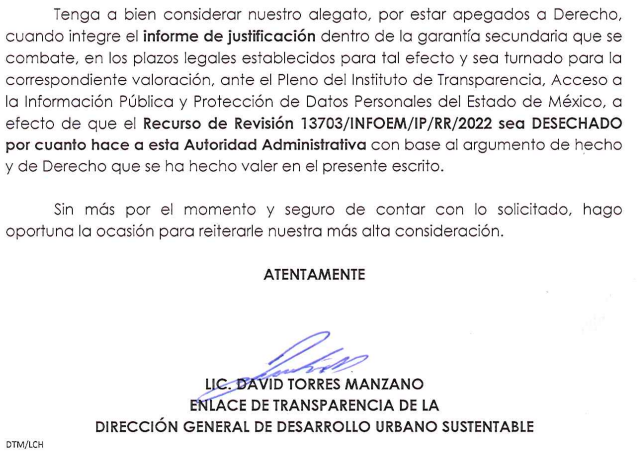 Tenga a bien considerar nuestro alegato, por estar apegados a Derecho,
cuando integre el informe de justificación dentro de la garantía secundaria que se
combate, en los plazos legales establecidos para tal efecto y sea turnado para la
correspondiente valoración, ante el Pleno del Instituto de Transparencia, Acceso a
la Información Pública y Protección de Datos Personales del Estado de México, a
efecto de que el Recurso de Revisión 13703/INFOEM/IP/RR/2022 sea DESECHADO
por cuanto hace a esta Autoridad Administrativa con base al argumento de hecho
y de Derecho que se ha hecho valer en el presente escrito.
Sin más por el momento y seguro de contar con lo solicitado, hago
oportuna la ocasión para reiterarle nuestra más alta consideración.
ATENTAMENTE
LIC. DAVID TORRES MANZANO
ENLACE DE TRANSPARENCIA DE LA
DIRECCIÓN GENERAL DE DESARROLLO URBANO SUSTENTABLE
DTM/LCH